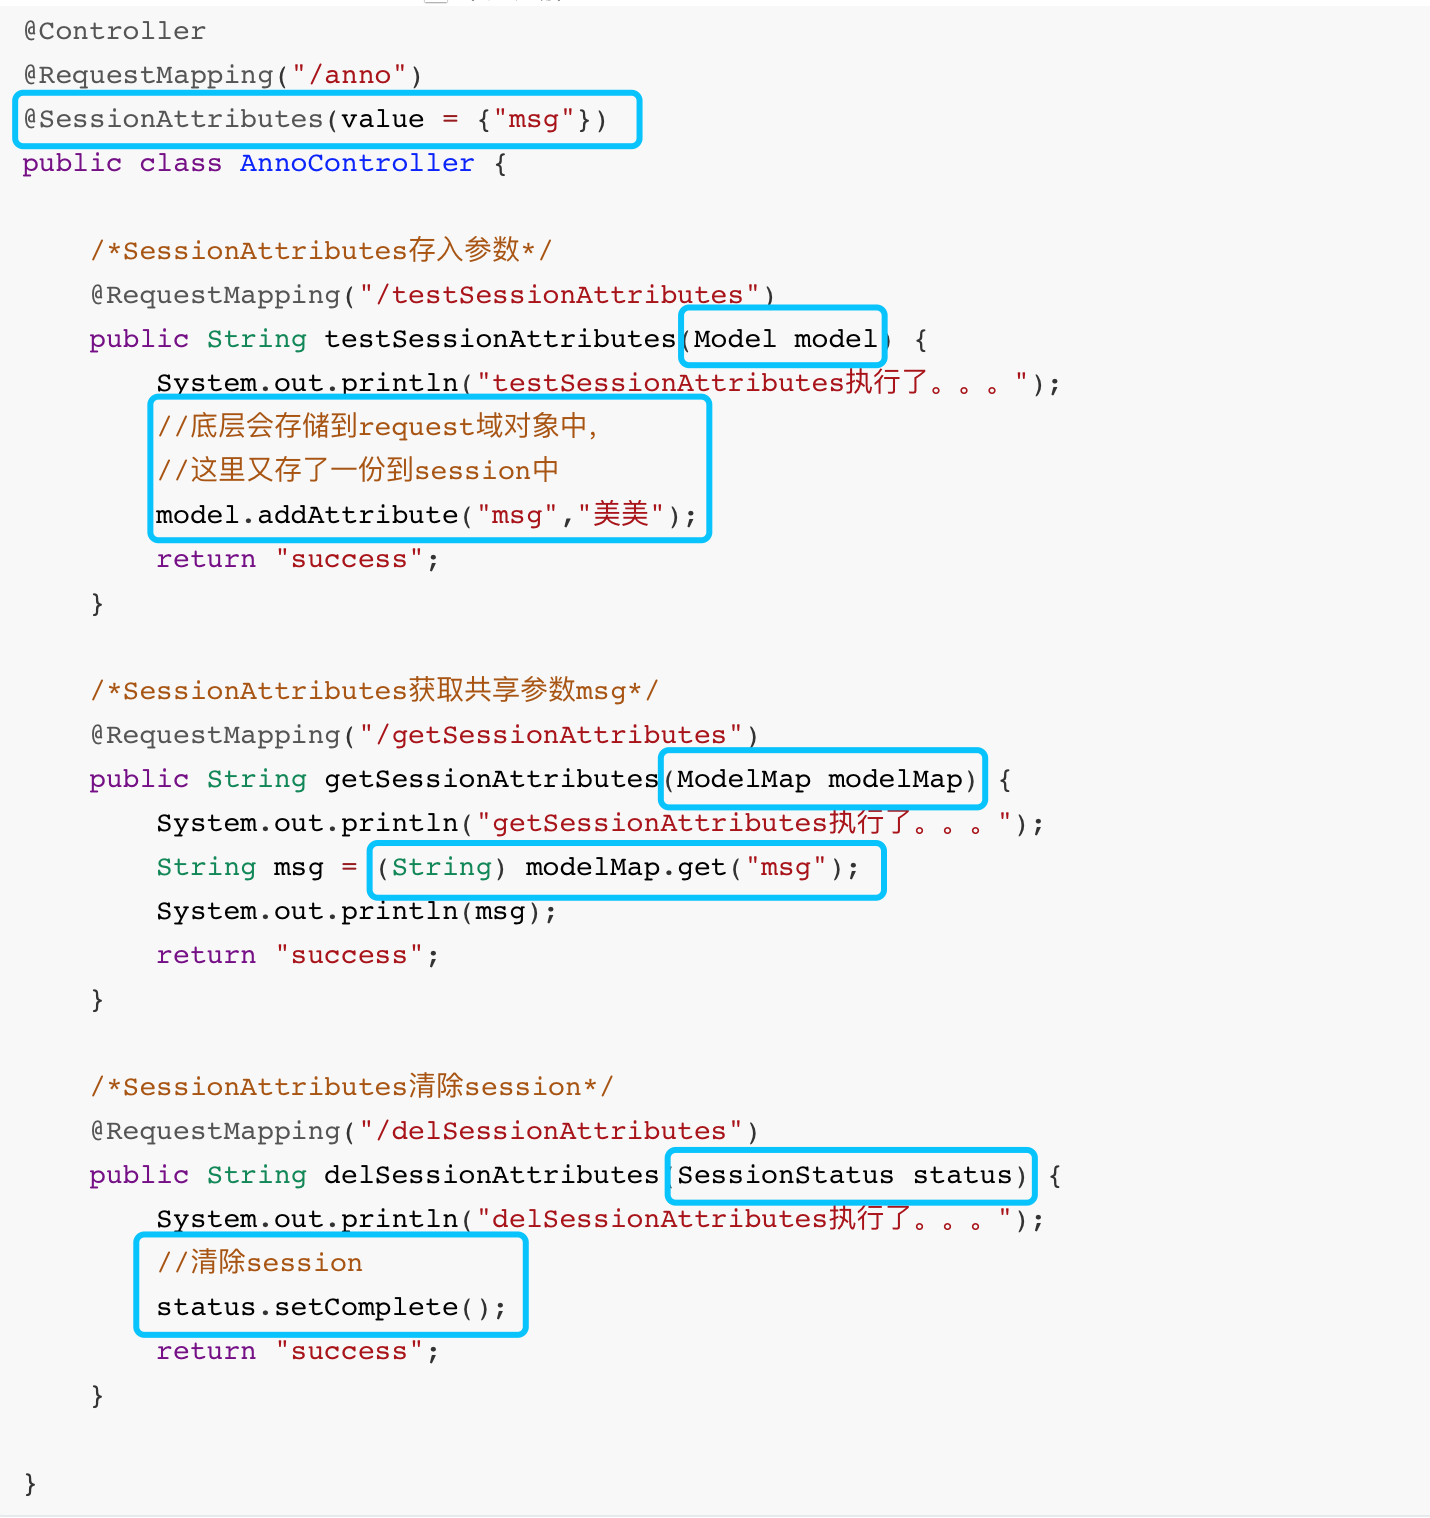 @Controller
@RequestMapping("/anno")
@SessionAttributes(value = {"msg"})
public class AnnoController {
/*SessionAttributes存入参数*/
@RequestMapping("/testSessionAttributes")
public String testSessionAttributes(Model model) {
System.out.println("testSessionAttributes执行了。。。");
//底层会存储到request域对象中,
//这里又存了一份到session中
model.addAttribute("msg","美美");
return "success";
}
/*SessionAttributes获取共享参数msg*/
@RequestMapping("/getSessionAttributes")
public String getSessionAttributes(ModelMap modelMap) {
System.out.println("getSessionAttributes执行了。。。");
String msg = (String) modelMap.get("msg");
System.out.println(msg);
return "success";
}
/*SessionAttributes清除session*/
@RequestMapping("/delSessionAttributes")
public String delSessionAttributes(SessionStatus status) {
System.out.println("delSessionAttributes执行了。。。");
//清除session
status.setComplete();
return "success";
}
}